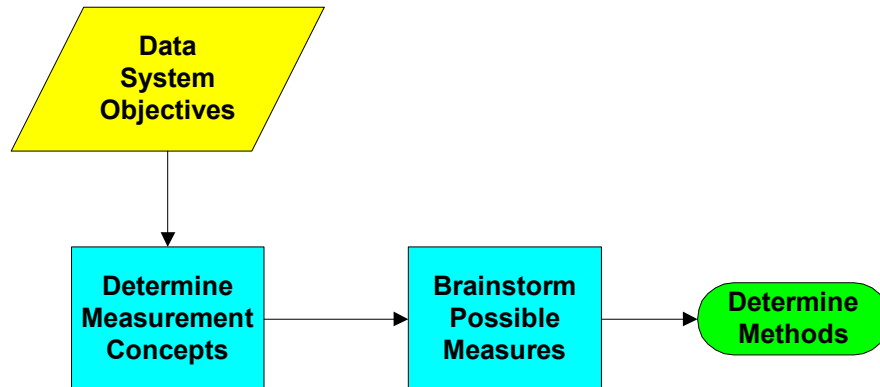 Data
System
Objectives
Determine
Measurement
Concepts
Brainstorm
Possible
Measures
Determine
Methods